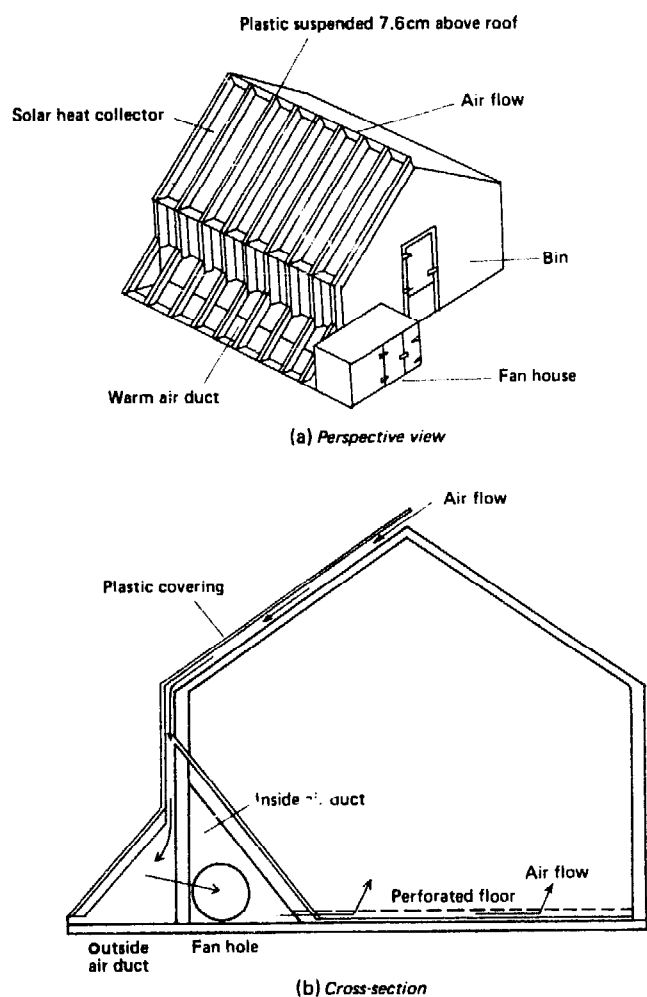 Plastic suspended 7.6cm above roof
Solar heat collector
Air flow
Bin
Warm air duct
Fan house
(a) Perspective view
Air flow
Plastic covering
Inside duct
Air flow
Perforated floor
Outside
air duct
Fan hole
(b) Cross-section